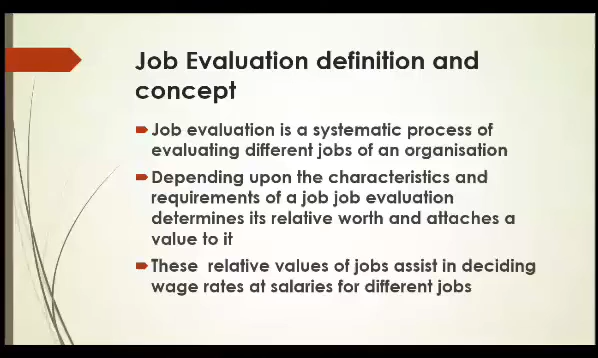 Job Evaluation definition and
concept
Job evaluation is a systematic process of
evaluating different jobs of an organisation
Depending upon the characteristics and
requirements of a job job evaluation
determines its relative worth and attaches a
value to it
These relative values of jobs assist in deciding
wage rates at salaries for different jobs